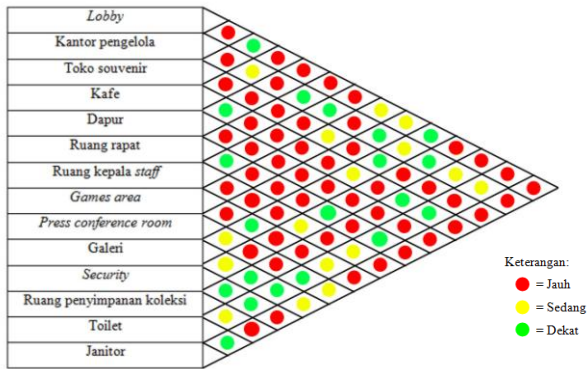 Lobby
Kantor pengelola
Toko souvenir
Kafe
Dapur
Ruang rapat
Ruang kepala staff
Games area
Press conference room
Galeri
Security
Ruang penyimpanan koleksi
Toilet
Janitor
Keterangan:
= Jauh
= Sedang
= Dekat